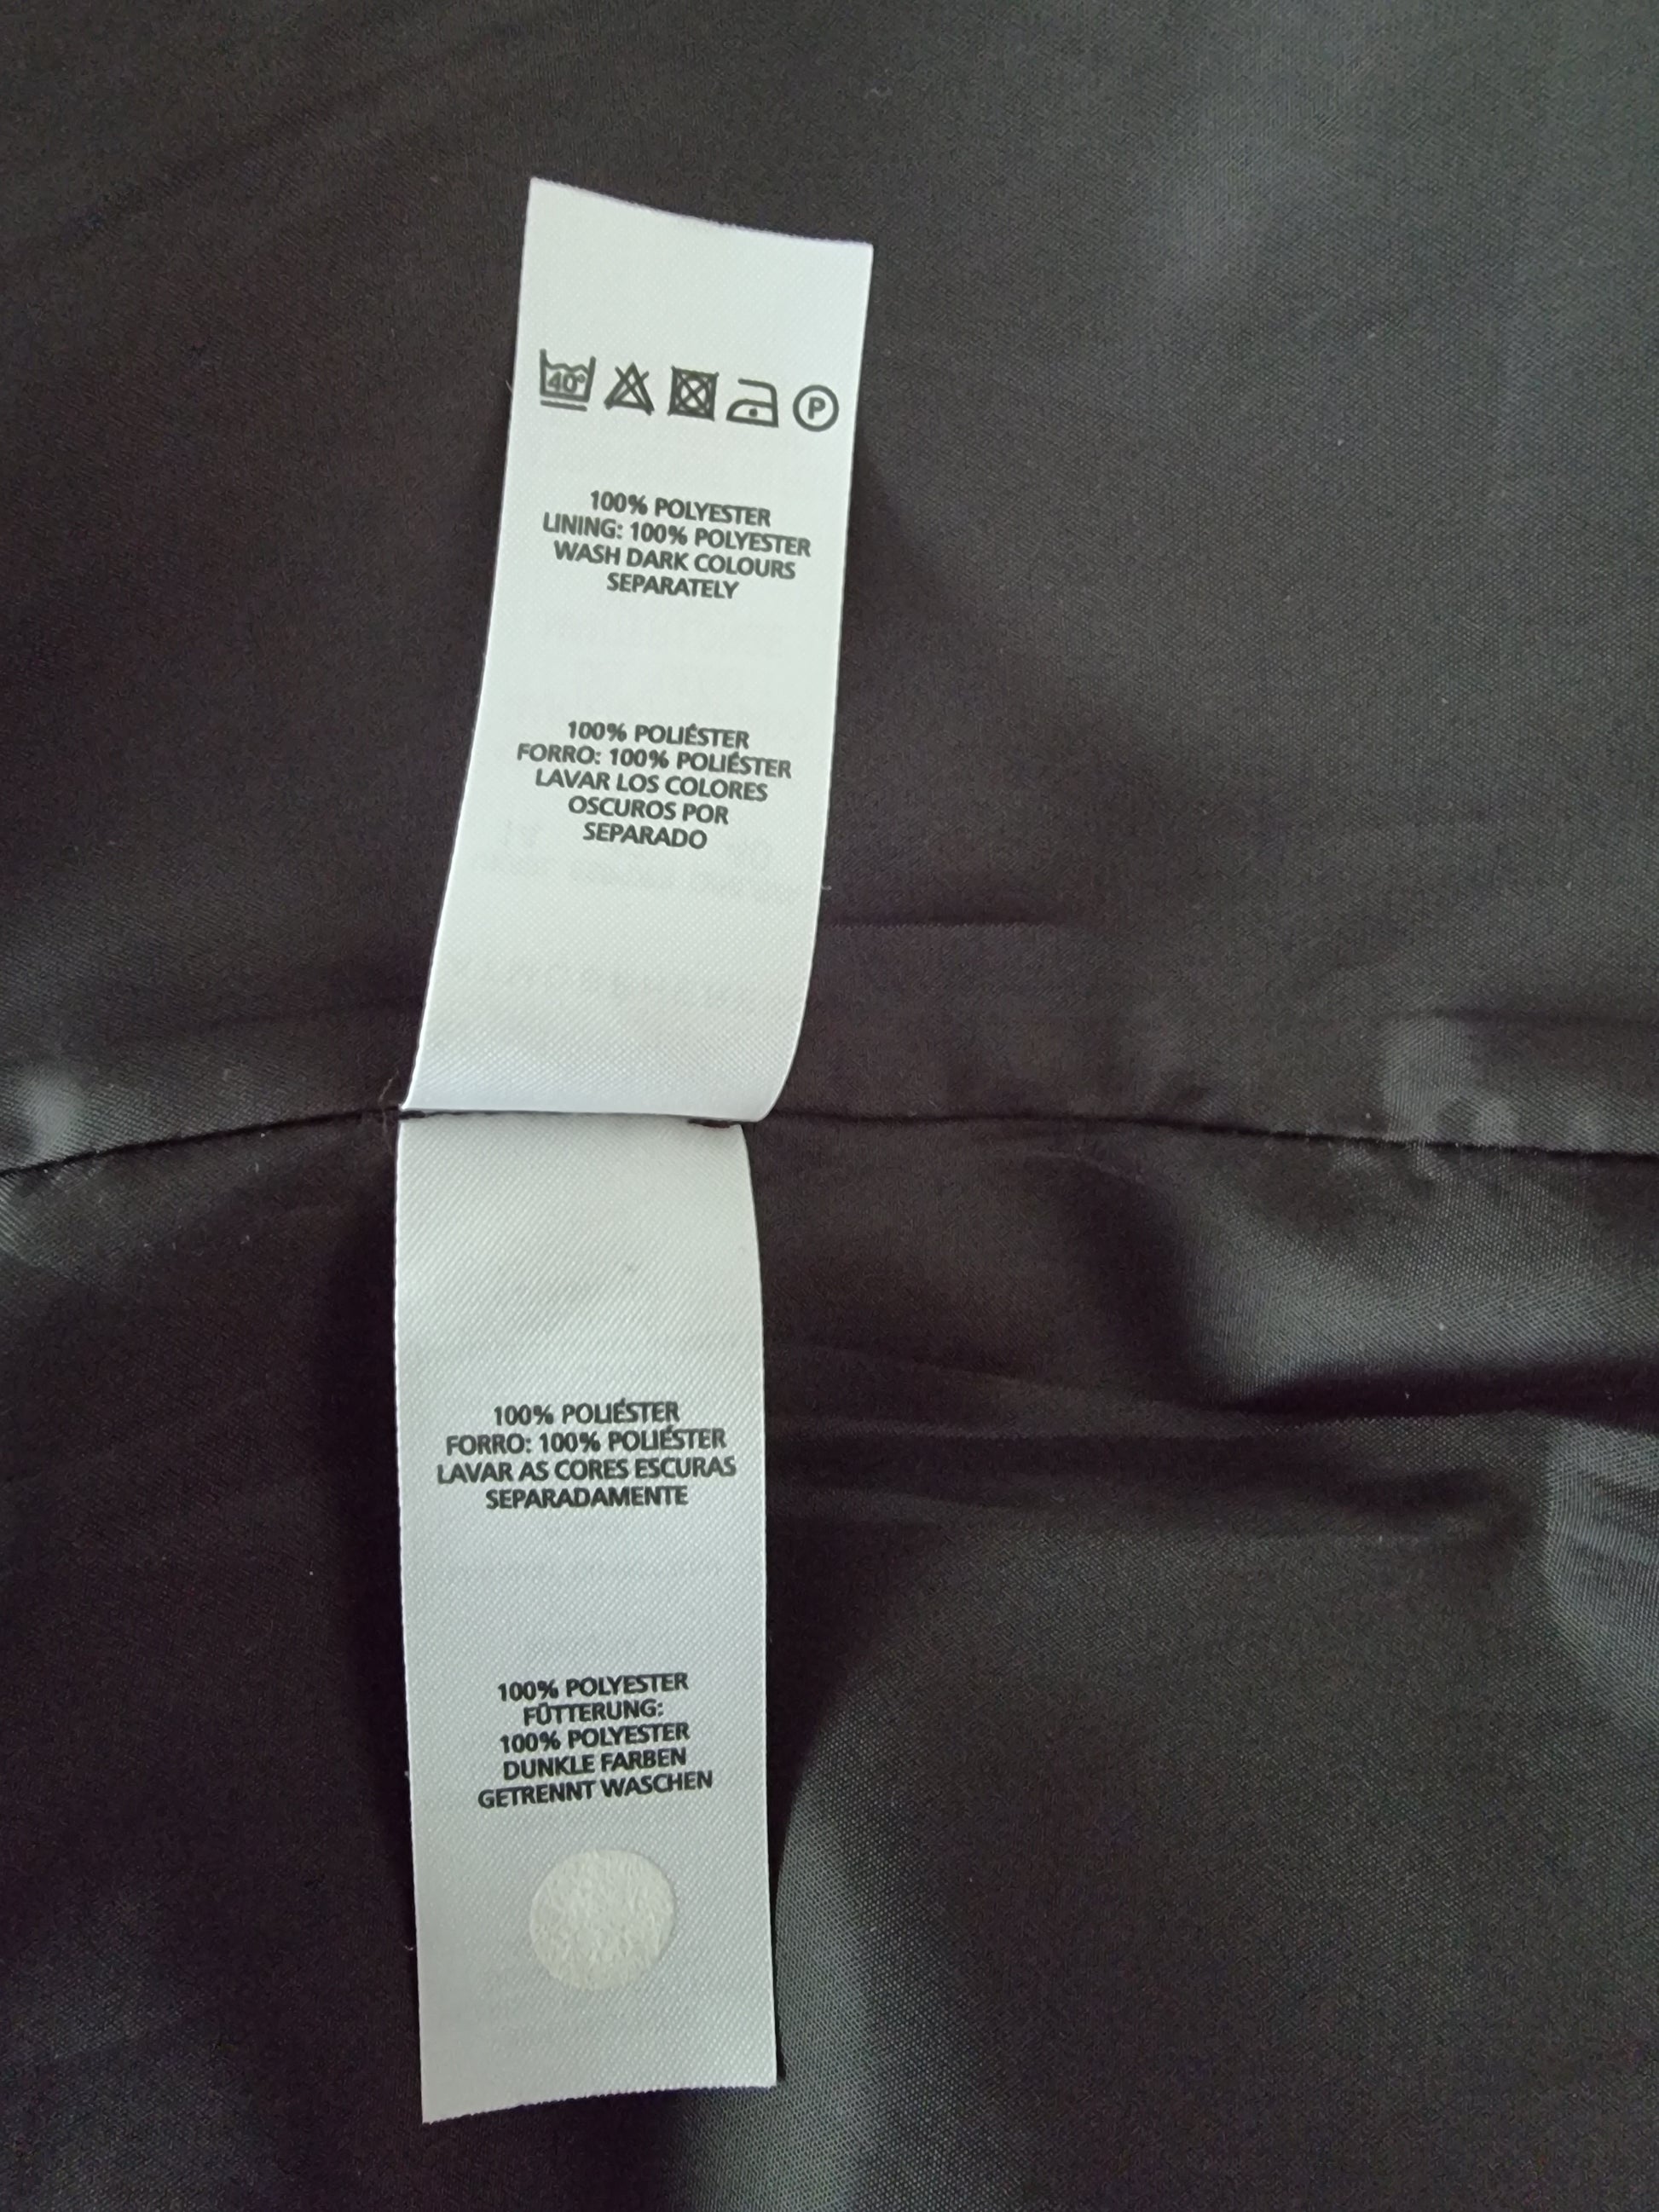 40°
P
100% POLYESTER
LINING: 100% POLYESTER
WASH DARK COLOURS
SEPARATELY
100% POLIÉSTER
FORRO: 100% POLIÉSTER
LAVAR LOS COLORES
OSCUROS POR
SEPARADO
100% POLIÉSTER
FORRO: 100% POLIÉSTER
LAVAR AS CORES ESCURAS
SEPARADAMENTE
100% POLYESTER
FÜTTERUNG:
100% POLYESTER
DUNKLE FARBEN
GETRENNT WASCHEN